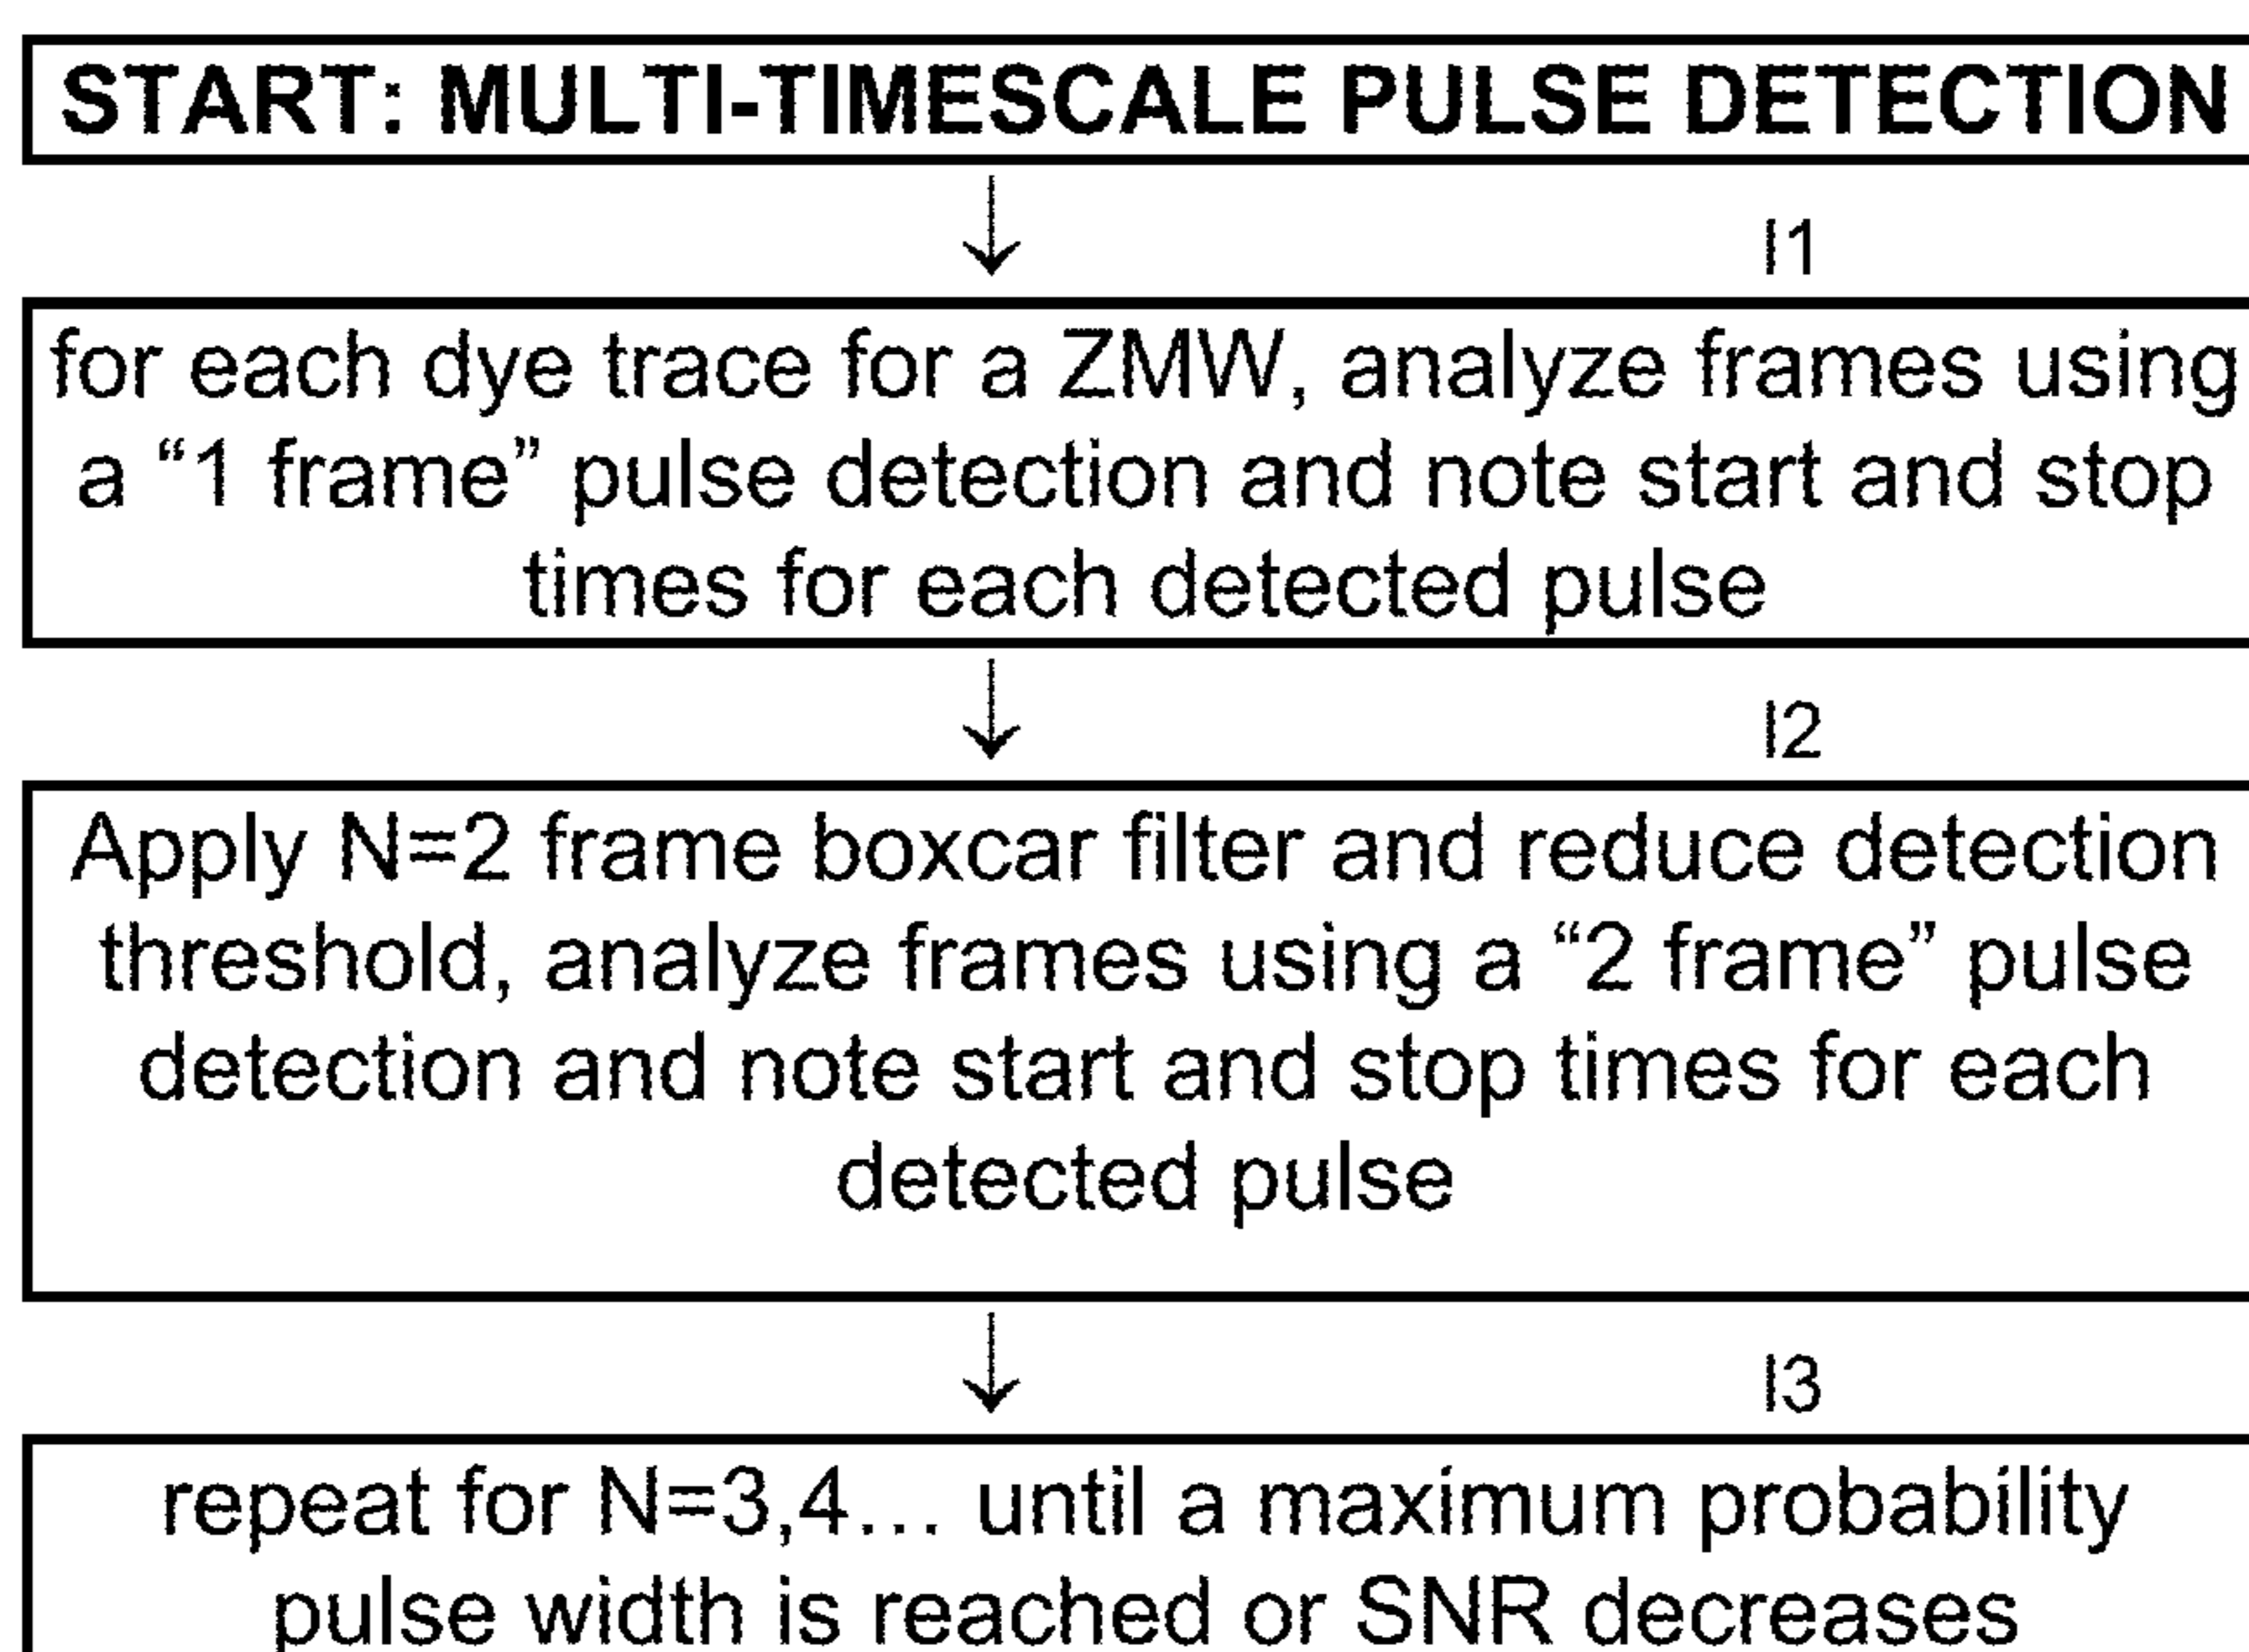 START: MULTI-TIMESCALE PULSE DETECTION
I1
for each dye trace for a ZMW, analyze frames using
a “1 frame” pulse detection and note start and stop
times for each detected pulse
I2
Apply N=2 frame boxcar filter and reduce detection
threshold, analyze frames using a “2 frame” pulse
detection and note start and stop times for each
detected pulse
I3
repeat for N=3,4... until a maximum probability
pulse width is reached or SNR decreases